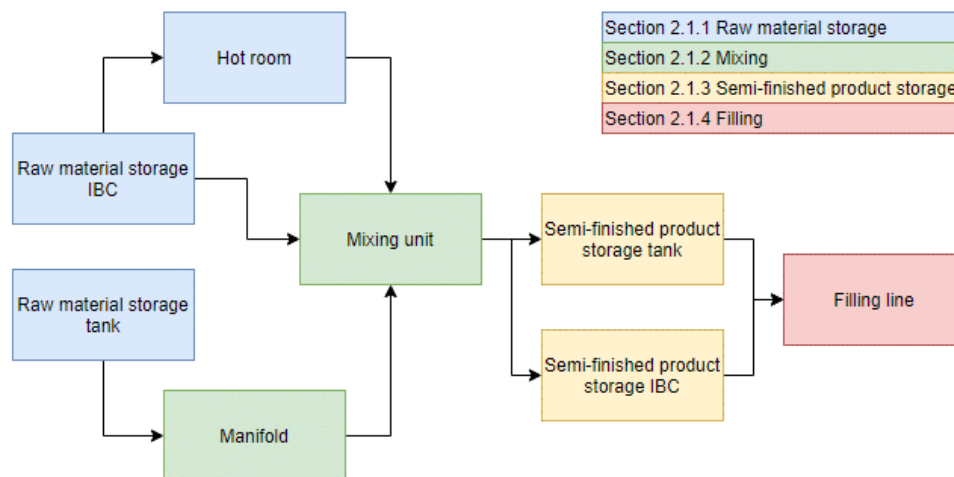 Hot room
Section 2.1.1 Raw material storage
Section 2.1.2 Mixing
Section 2.1.3 Semi-finished product storage
Section 2.1.4 Filling
Raw material storage
IBC
Mixing unit
Semi-finished product
storage tank
Raw material storage
tank
Filling line
Semi-finished product
storage IBC
Manifold